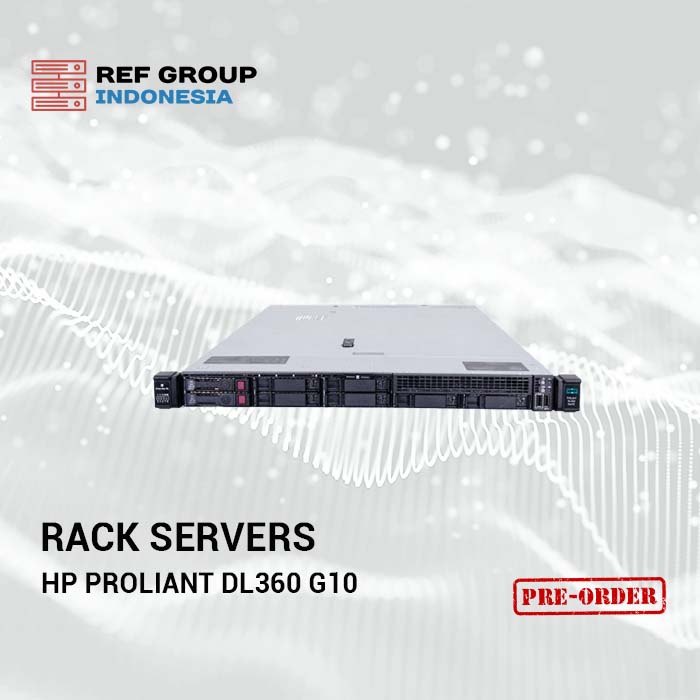 REF GROUP
INDONESIA
RACK SERVERS
HP PROLIANT DL360 G10
PRE-ORDER